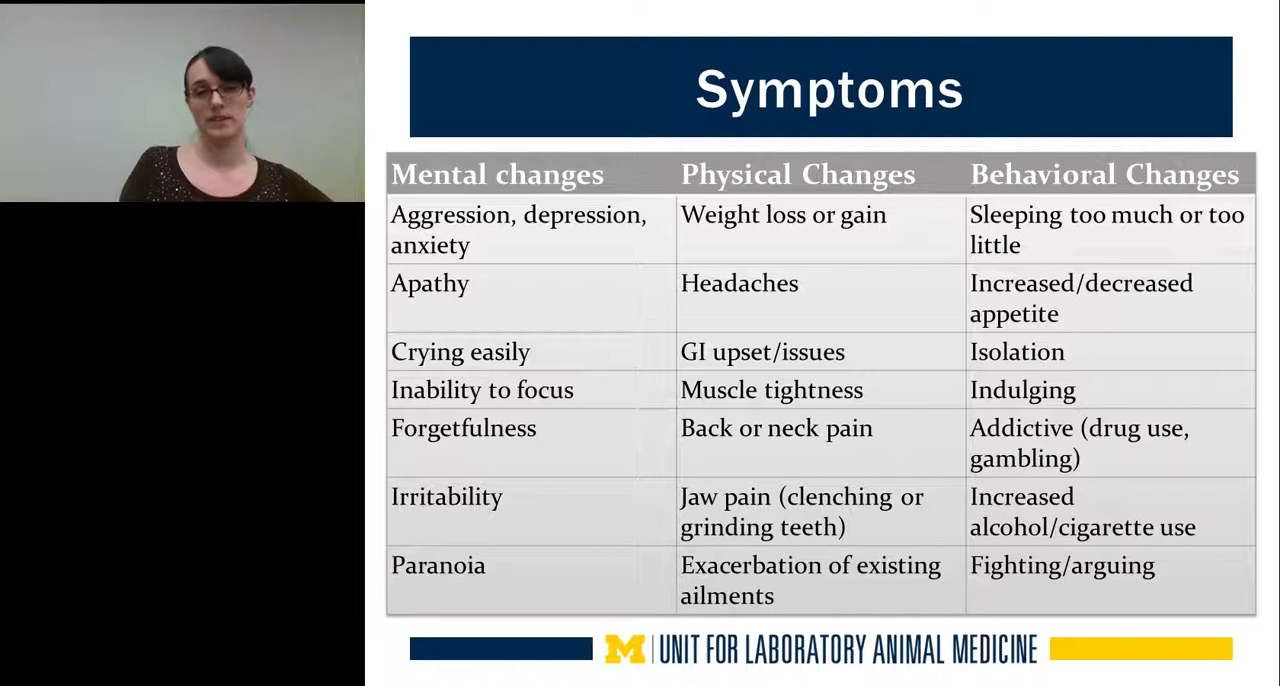 Symptoms
Mental changes Physical Changes Behavioral Changes
Aggression, depression, anxiety
Weight loss or gain
Sleeping too much or too little
Apathy
Headaches
Increased/decreased appetite
Crying easily
GI upset/issues
Isolation
Inability to focus
Muscle tightness
Indulging
Forgetfulness
Back or neck pain
Addictive (drug use, gambling)
Irritability
Jaw pain (clenching or grinding teeth)
Increased alcohol/cigarette use
Paranoia
Exacerbation of existing ailments
Fighting/arguing
M UNIT FOR LABORATORY ANIMAL MEDICINE